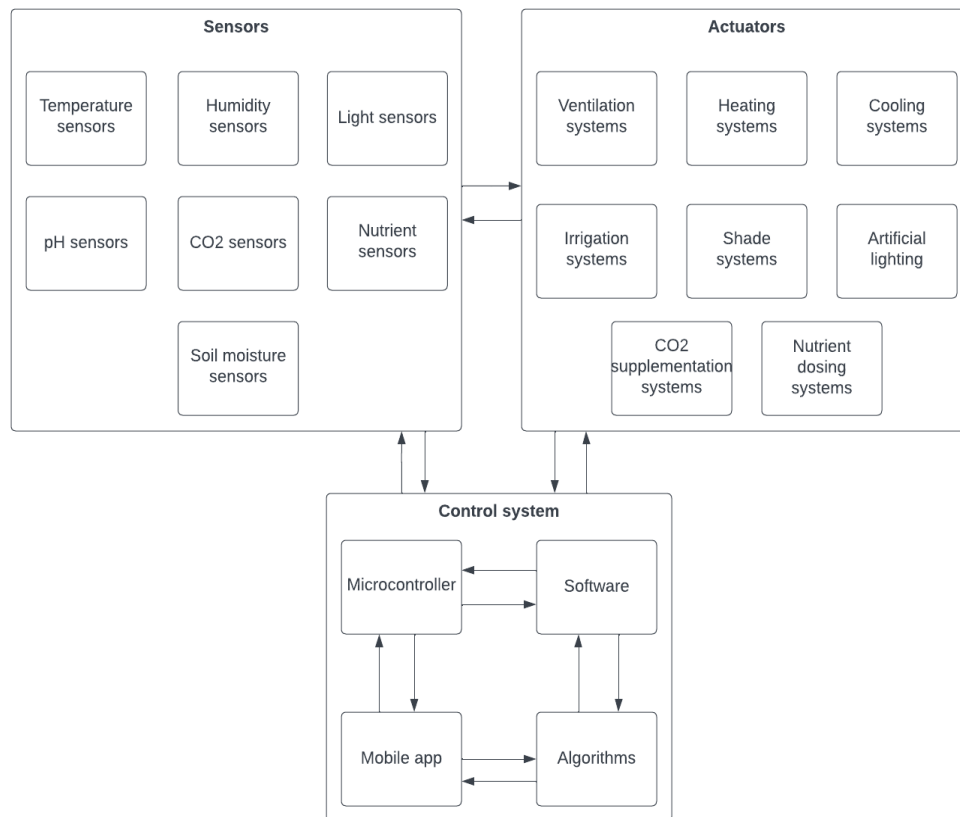 Sensors
Temperature
sensors
Humidity
sensors
Light sensors
pH sensors
CO2 sensors
Nutrient
sensors
Soil moisture
sensors
Actuators
Ventilation
systems
Heating
systems
Cooling
systems
Irrigation
systems
Shade
systems
Artificial
lighting
CO2
supplementation
systems
Nutrient
dosing
systems
Control system
Microcontroller
Software
Mobile app
Algorithms